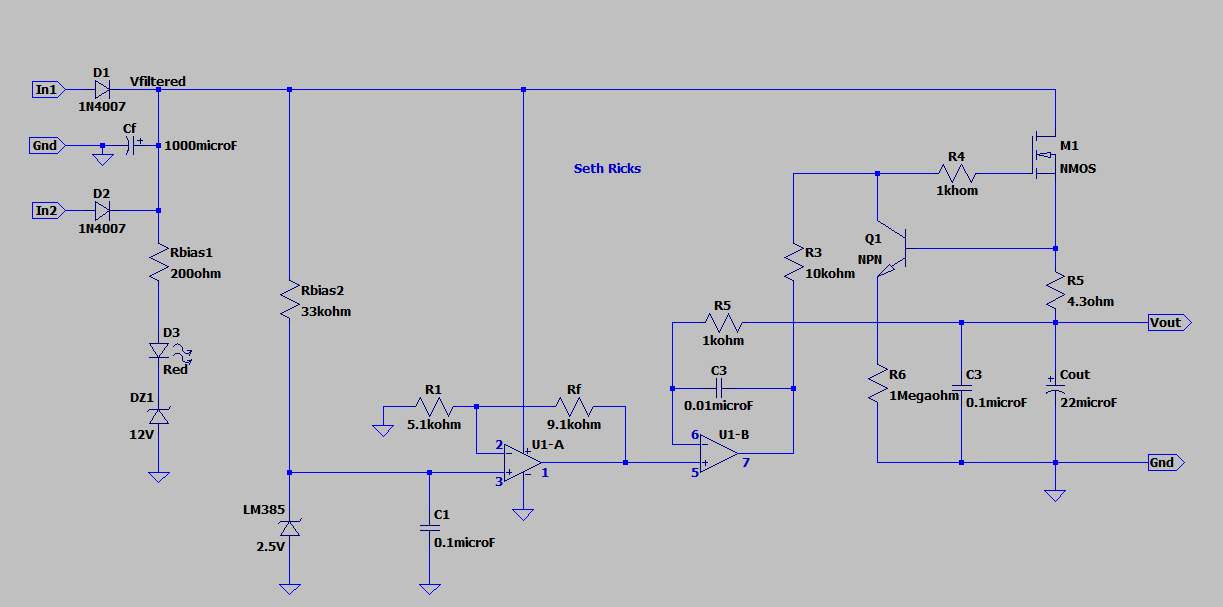 D1
In1
Vfiltered
1N4007
Cf
+
Gnd
1000microF
D2
In2
1N4007
Rbias1
200ohm
D3
Red
DZ1
12V
Rbias2
33kohm
LM385
2.5V
Seth Ricks
R1
5.1kohm
Rf
9.1kohm
U1-A
2
3
1
C1
0.1microF
R5
1kohm
C3
0.01microF
U1-B
6
5
7
R3
10kohm
R4
1khom
M1
NMOS
Q1
NPN
R5
4.3ohm
Vout
R6
1Megaohm
C3
0.1microF
Cout
+
22microF
Gnd